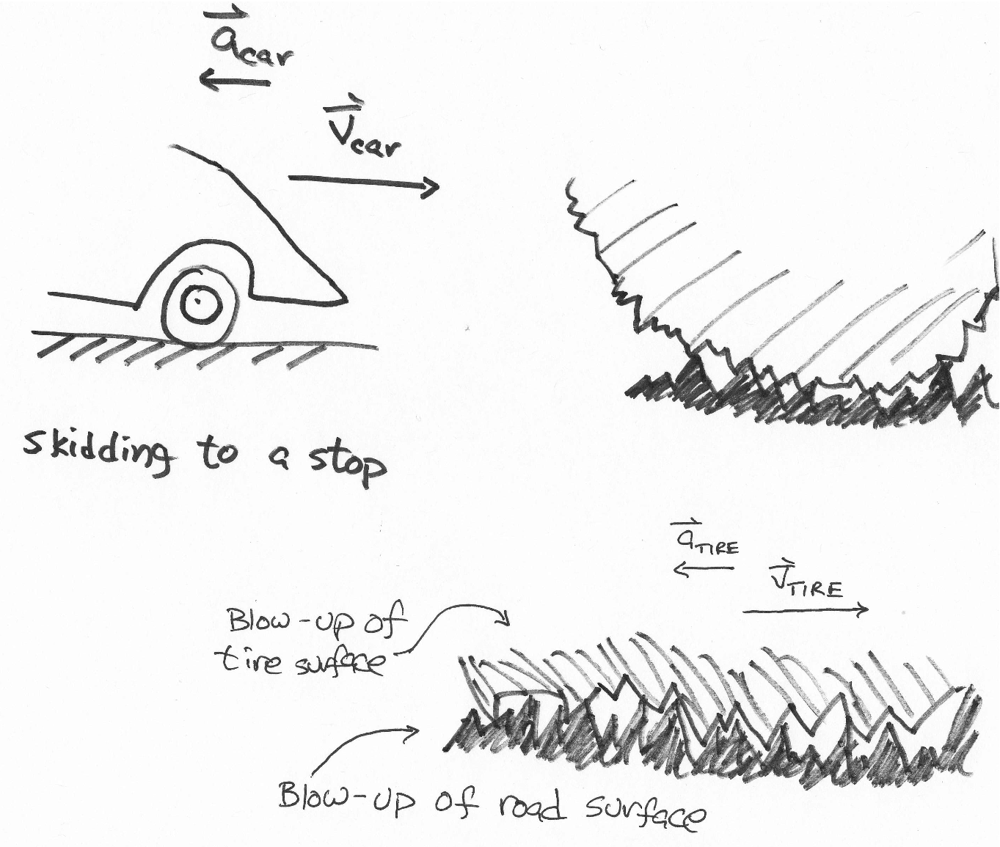 a⃗car
v⃗car
skidding to a stop
a⃗TIRE
v⃗TIRE
Blow-up of
tire surface
Blow-up of road surface